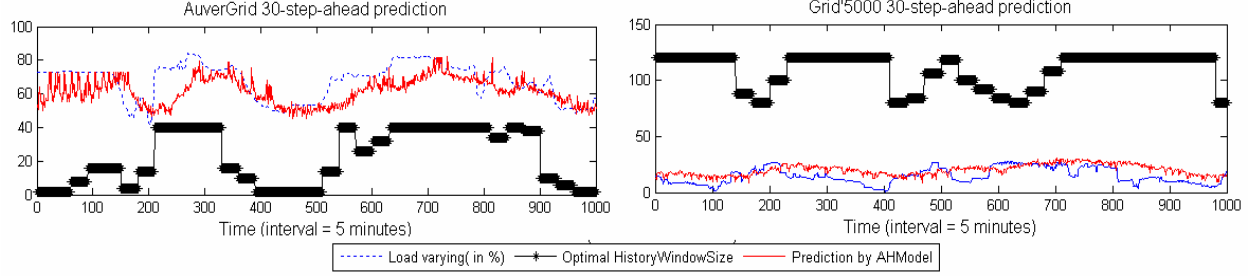 AuverGrid 30-step-ahead prediction
100
80
60
40
20
0
0 100 200 300 400 500 600 700 800 900 1000
Time (interval = 5 minutes)
Grid'5000 30-step-ahead prediction
150
100
50
0
0 100 200 300 400 500 600 700 800 900 1000
Time (interval = 5 minutes)
Load varying( in %) Optimal HistoryWindowSize Prediction by AHModel